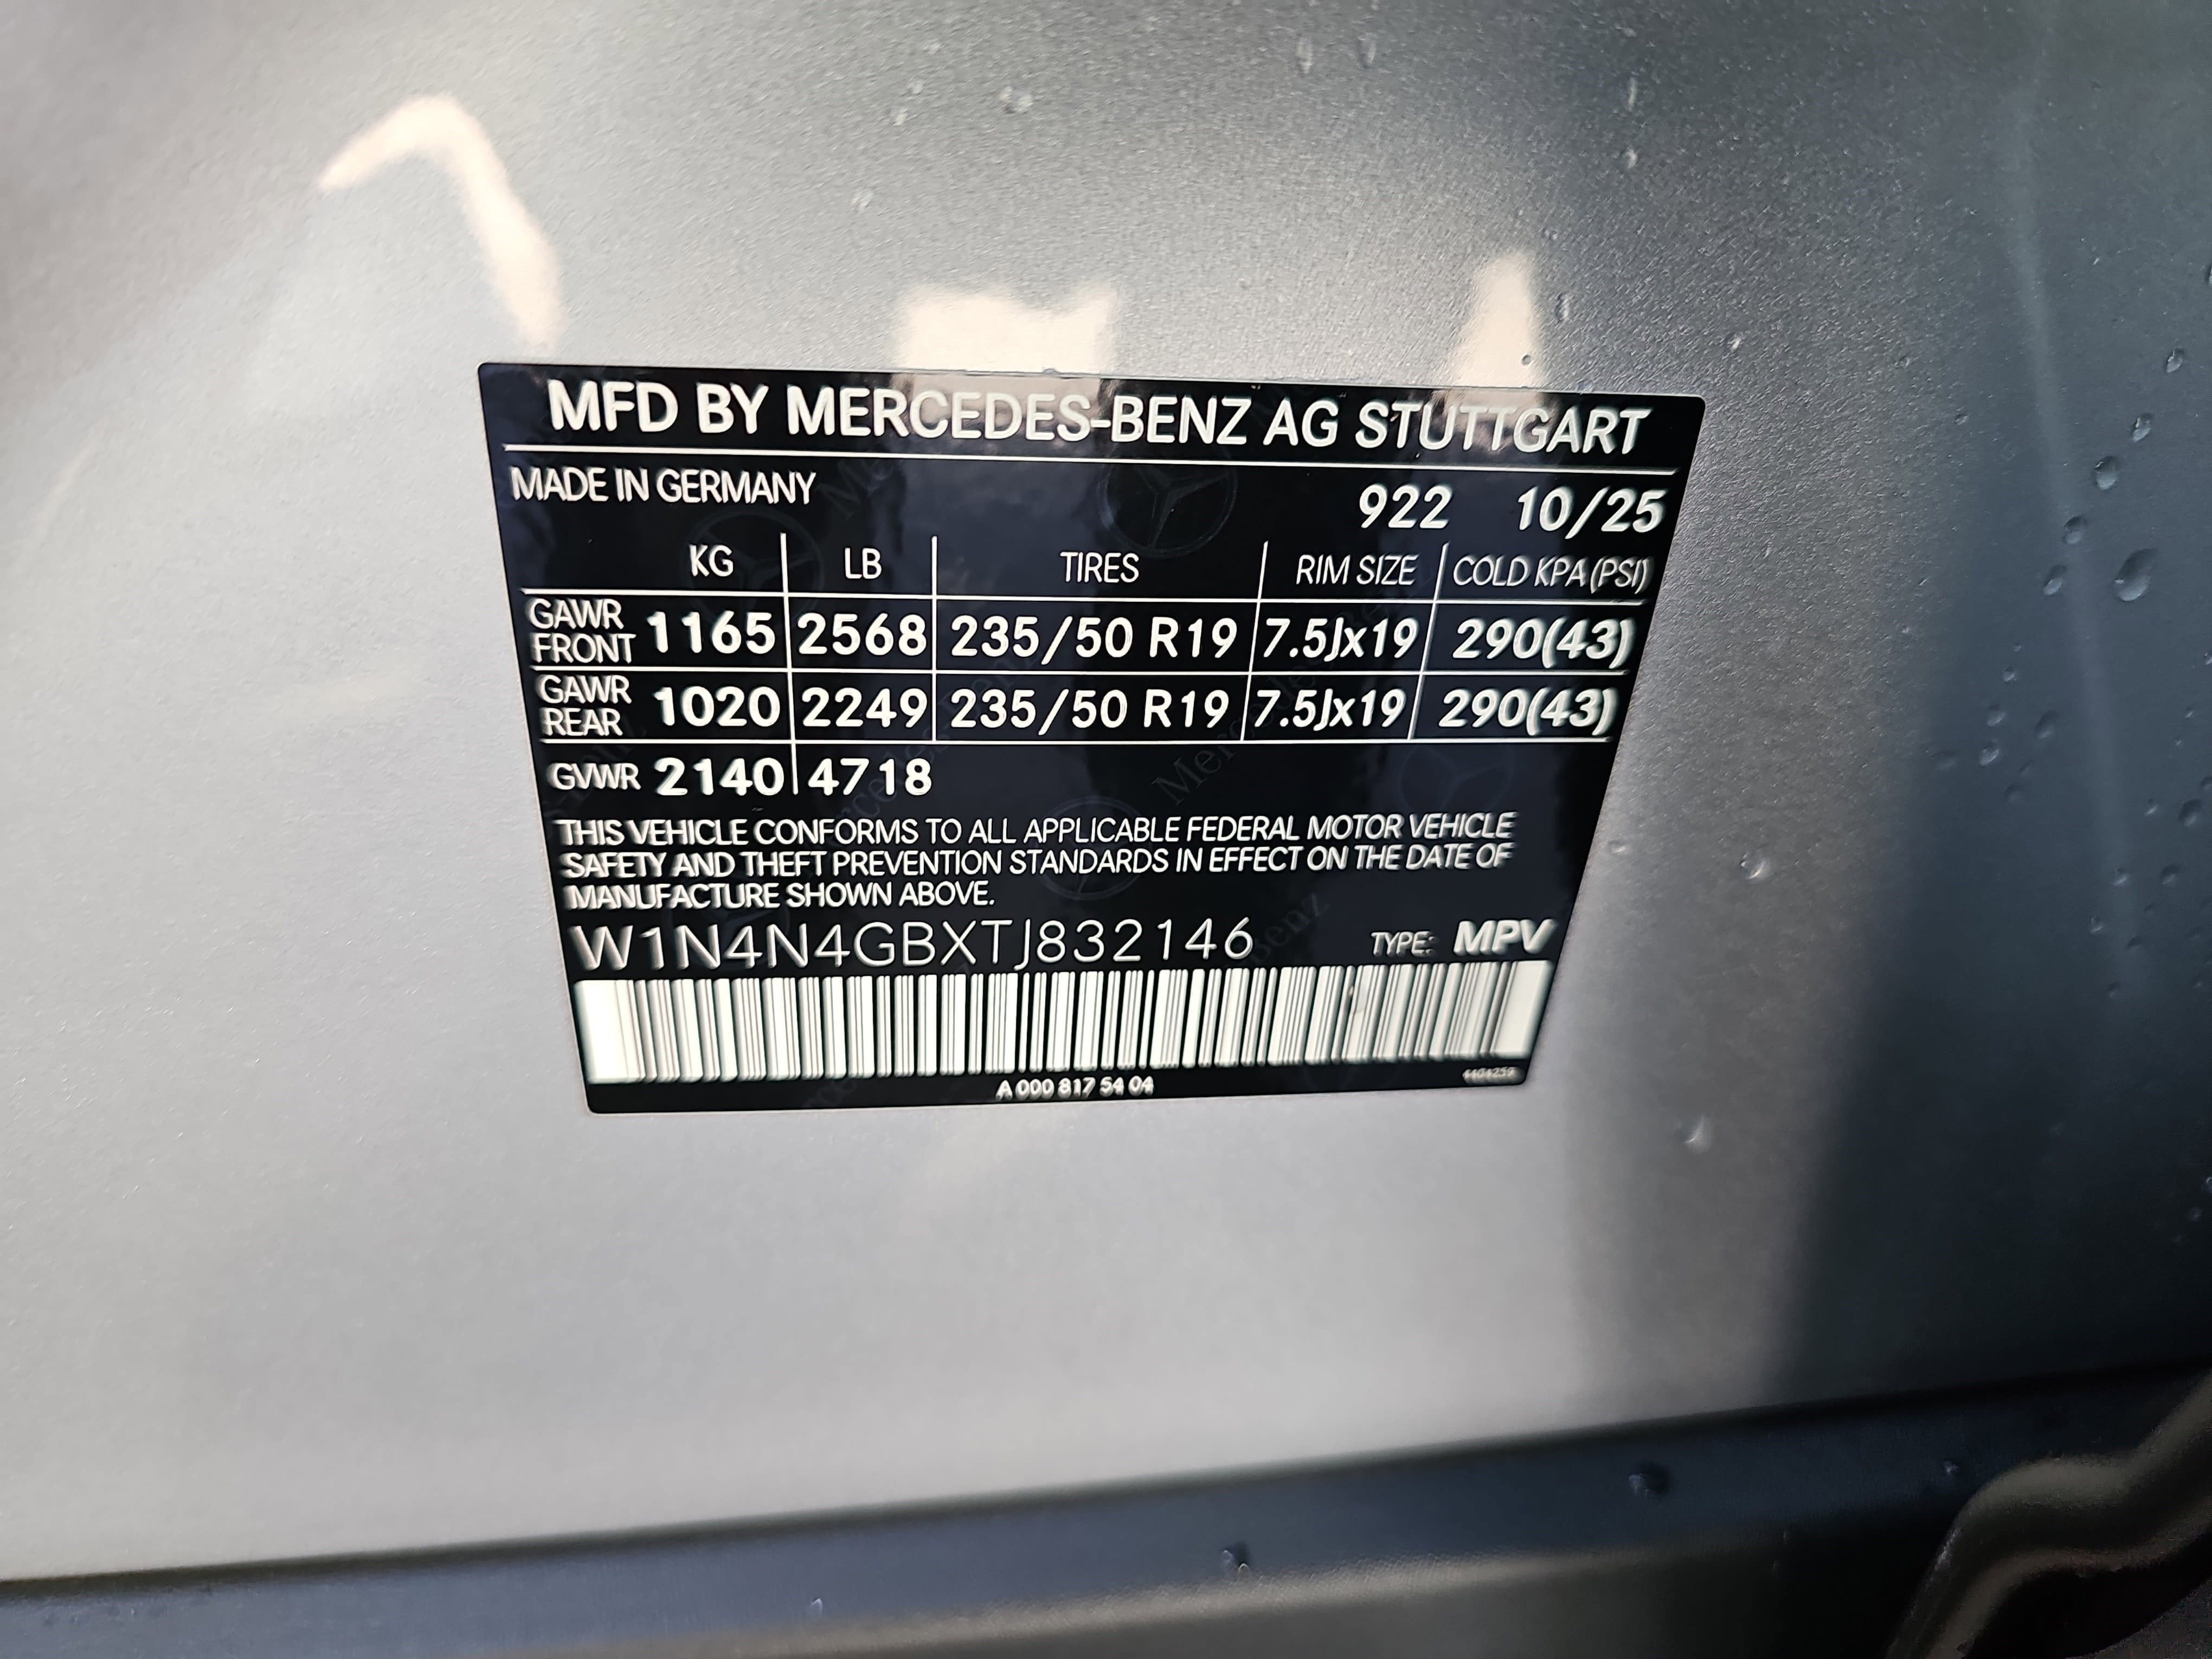 MFD BY MERCEDES-BENZ AG STUTTGART
MADE IN GERMANY 922 10/25
KG LB TIRES RIM SIZE COLD KPA (PSI)
GAWR FRONT 1165 2568 235/50 R19 7.5Jx19 290(43)
GAWR REAR 1020 2249 235/50 R19 7.5Jx19 290(43)
GVWR 2140 4718
THIS VEHICLE CONFORMS TO ALL APPLICABLE FEDERAL MOTOR VEHICLE
SAFETY AND THEFT PREVENTION STANDARDS IN EFFECT ON THE DATE OF
MANUFACTURE SHOWN ABOVE.
W1N4N4GBXTJ832146 TYPE: MPV
A 000 817 54 04